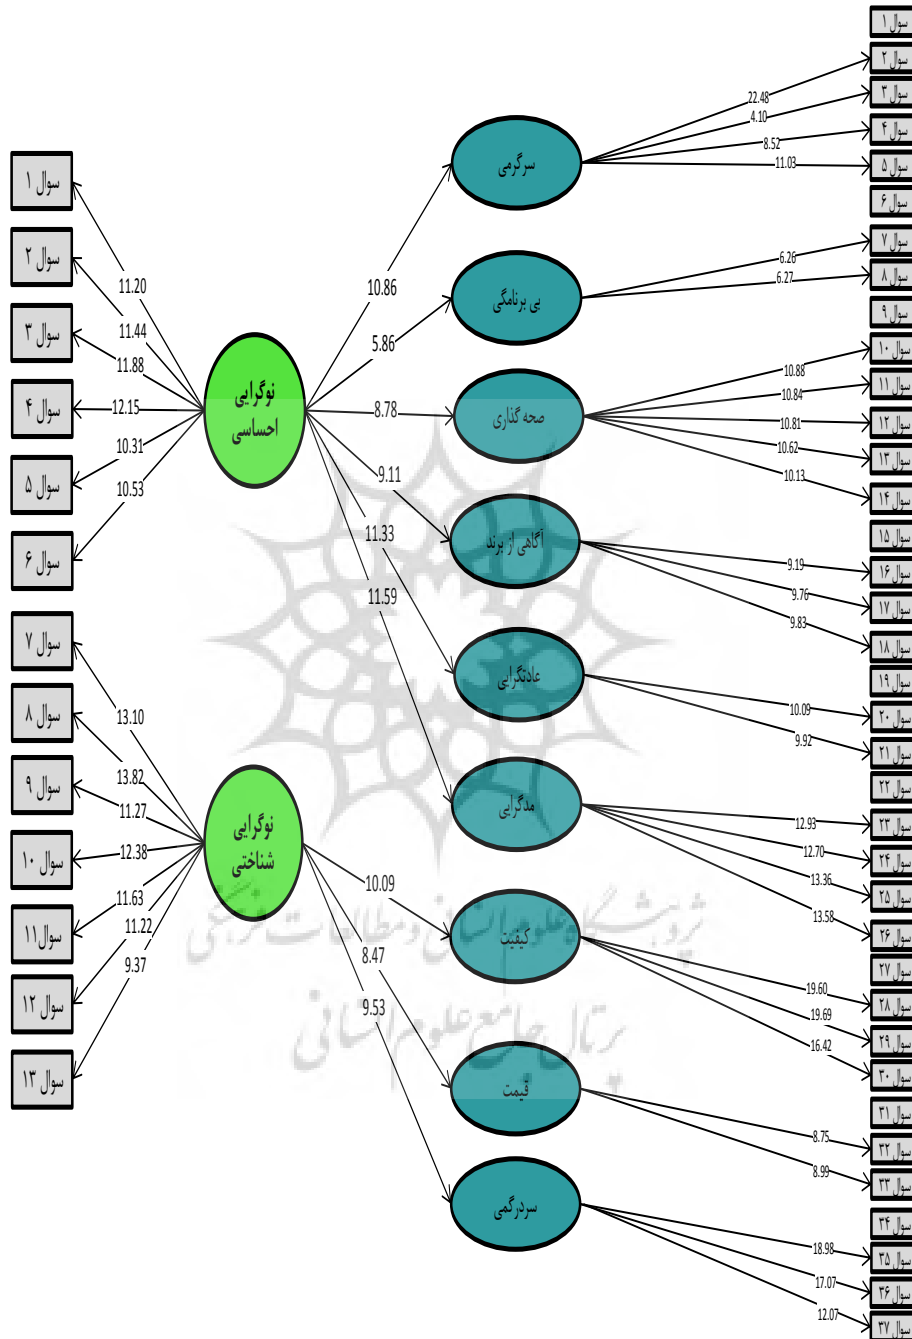 سوال ۱
سوال ۲
سوال ۳
سوال ۴
سوال ۵
سوال ۶
سوال ۷
سوال ۸
سوال ۹
سوال ۱۰
سوال۱۱
سوال ۱۲
سوال ۱۳
11.20
11.44
11.88
12.15
10.31
10.53
13.10
13.82
11.27
12.38
11.63
11.22
9.37
نوگرایی
احساسی
نوگرایی
شناختی
10.86
5.86
8.78
9.11
11.33
11.59
10.09
8.47
9.53
سرگرمی
بی برنامگی
صحه گذاری
آگاهی از برند
عادتگرایی
مدگرایی
کیفیت
قیمت
سردرگمی
22.48
4.10
8.52
11.03
6.26
6.27
10.88
10.84
10.81
10.62
10.13
9.19
9.76
9.83
10.09
9.92
12.93
12.70
13.36
13.58
19.60
19.69
16.42
8.75
8.99
18.98
17.07
12.07
سوال ۱
سوال ۲
سوال ۳
سوال ۴
سوال ۵
سوال ۶
سوال ۷
سوال ۸
سوال ۹
سوال ۱۰
سوال ۱۱
سوال ۱۲
سوال ۱۳
سوال ۱۴
سوال ۱۵
سوال ۱۶
سوال ۱۷
سوال ۱۸
سوال ۱۹
سوال ۲۰
سوال ۲۱
سوال ۲۲
سوال ۲۳
سوال ۲۴
سوال ۲۵
سوال ۲۶
سوال ۲۷
سوال ۲۸
سوال ۲۹
سوال ۳۰
سوال ۳۱
سوال ۳۲
سوال ۳۳
سوال ۳۴
سوال ۳۵
سوال ۳۶
سوال ۳۷
پژوهشگاه علوم انسانی و مطالعات فرهنگی
پرتال جامع علوم انسانی